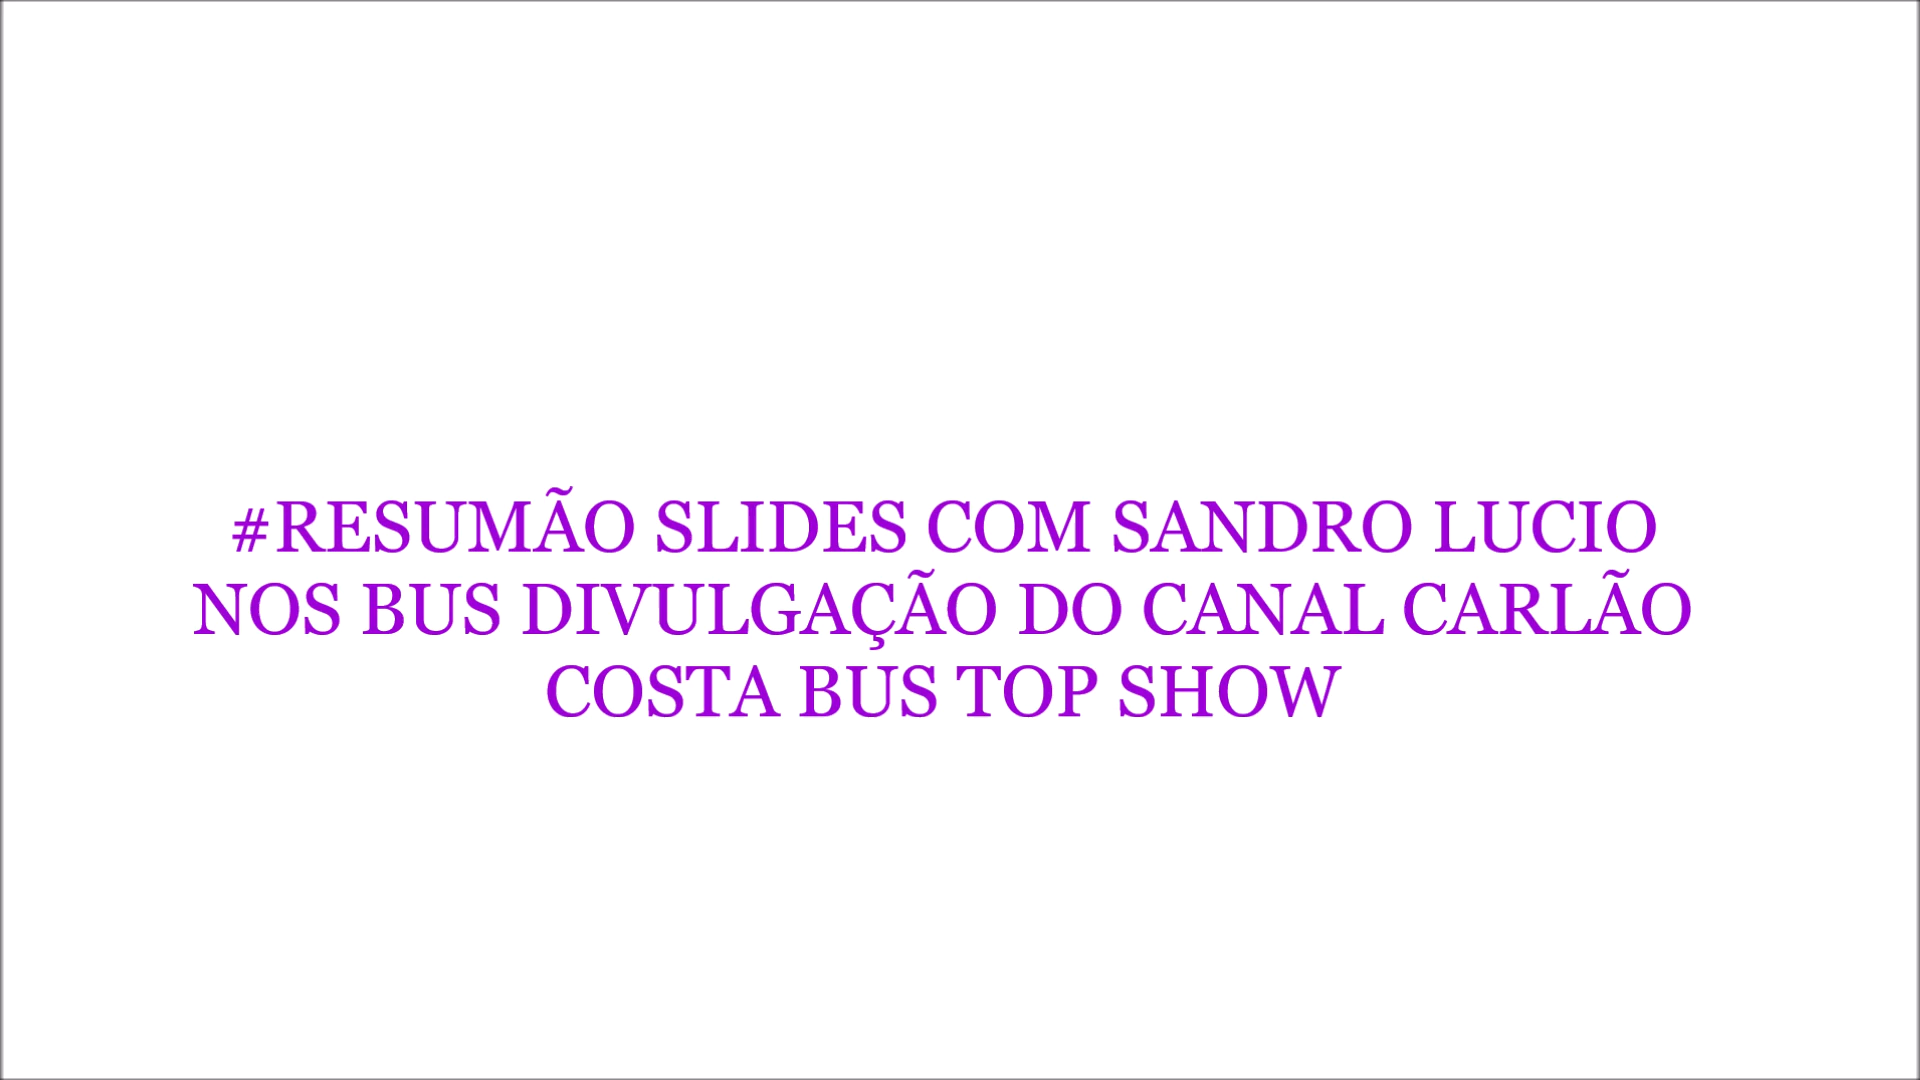 #RESUMÃO SLIDES COM SANDRO LUCIO
NOS BUS DIVULGAÇÃO DO CANAL CARLÃO
COSTA BUS TOP SHOW